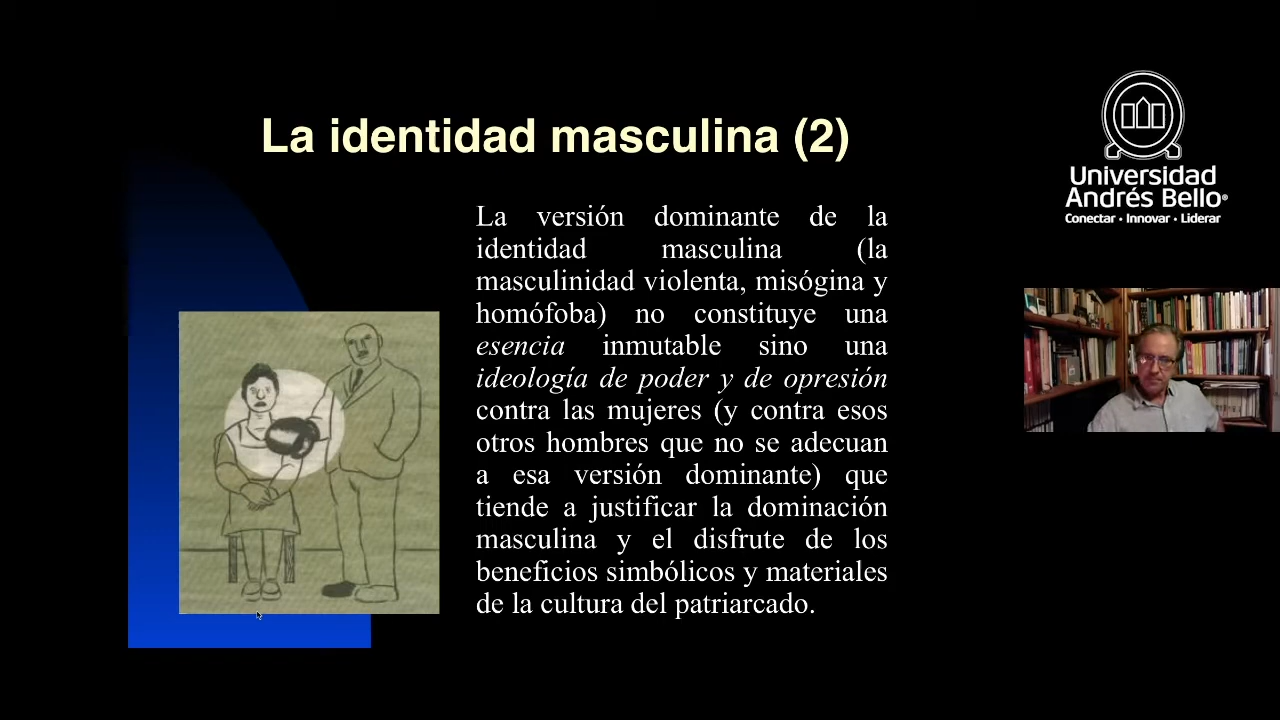 La identidad masculina (2)
La versión dominante de la
identidad masculina (la
masculinidad violenta, misógina y
homófoba) no constituye una
esencia inmutable sino una
ideología de poder y de opresión
contra las mujeres (y contra esos
otros hombres que no se adecuan
a esa versión dominante) que
tiende a justificar la dominación
masculina y el disfrute de los
beneficios simbólicos y materiales
de la cultura del patriarcado.
Universidad
Andrés Bello®
Conectar • Innovar • Liderar